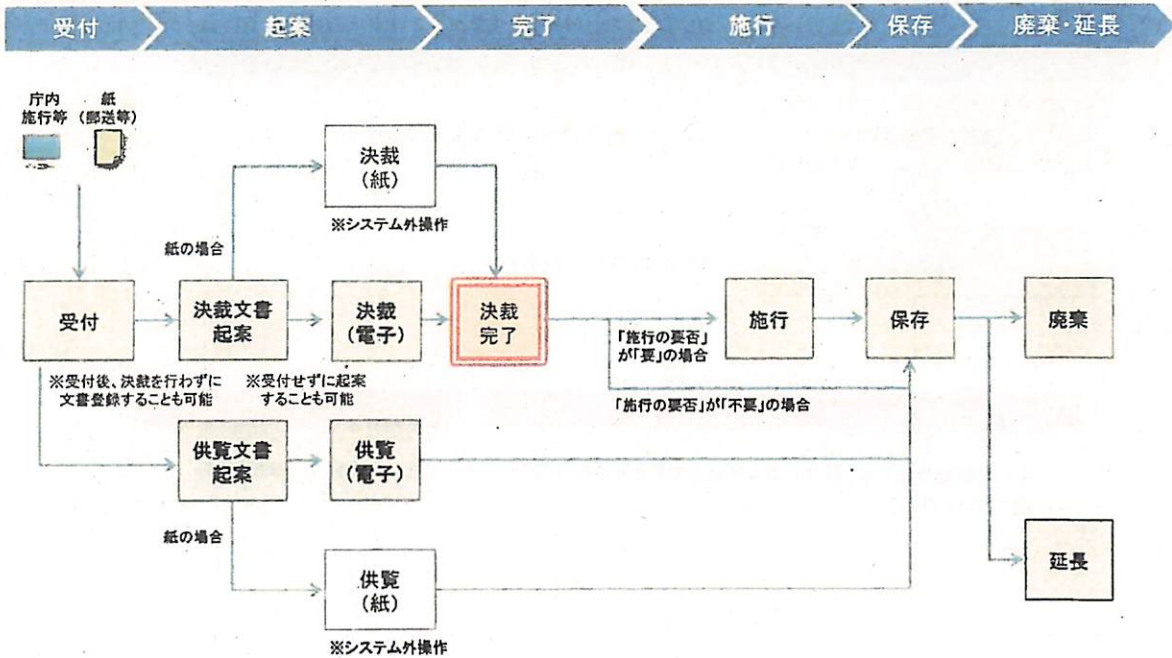 受付
起案
完了
施行
保存
廃棄・延長
庁内
施行等
紙
(郵送等)
決裁
(紙)
※システム外操作
紙の場合
受付
決裁文書
起案
決裁
(電子)
決裁
完了
「施行の要否」
が「要」の場合
施行
保存
廃棄
※受付後、決裁を行わずに
文書登録することも可能
※受付せずに起案
することも可能
「施行の要否」が「不要」の場合
供覧文書
起案
供覧
(電子)
紙の場合
供覧
(紙)
※システム外操作
延長